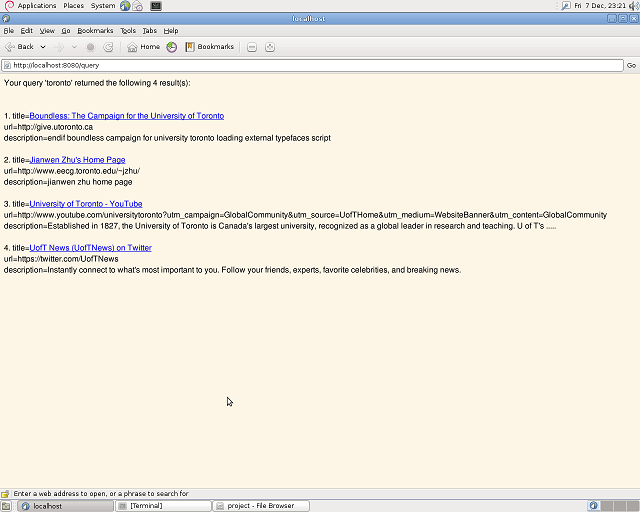 Applications Places System Fri 7 Dec, 23:21
localhost
File Edit View Go Bookmarks Tools Tabs Help
Back Home Bookmarks
http://localhost:8080/query Go
Your query 'toronto' returned the following 4 result(s):
1. title=Boundless: The Campaign for the University of Toronto
url=http://give.utoronto.ca
description=endif boundless campaign for university toronto loading external typefaces script
2. title=Jianwen Zhu's Home Page
url=http://www.eecg.toronto.edu/~jzhu/
description=jianwen zhu home page
3. title=University of Toronto - YouTube
url=http://www.youtube.com/universitytoronto?utm_campaign=GlobalCommunity&utm_source=UofTHome&utm_medium=WebsiteBanner&utm_content=GlobalCommunity
description=Established in 1827, the University of Toronto is Canada's largest university, recognized as a global leader in research and teaching. U of T's .....
4. title=UofT News (UofTNews) on Twitter
url=https://twitter.com/UofTNews
description=Instantly connect to what's most important to you. Follow your friends, experts, favorite celebrities, and breaking news.
Enter a web address to open, or a phrase to search for
localhost [Terminal] project - File Browser